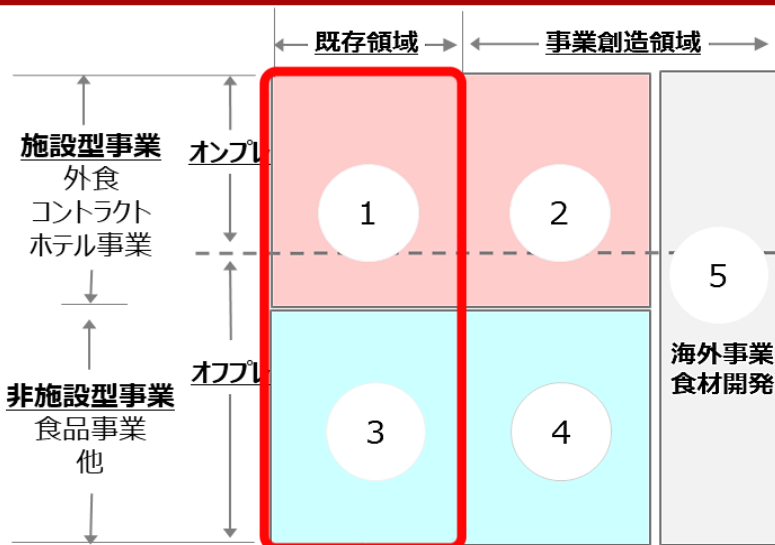 既存領域
事業創造領域
施設型事業
外食
コントラクト
ホテル事業
オンプレ
1
2
5
海外事業
食材開発
非施設型事業
食品事業
他
オフプレ
3
4